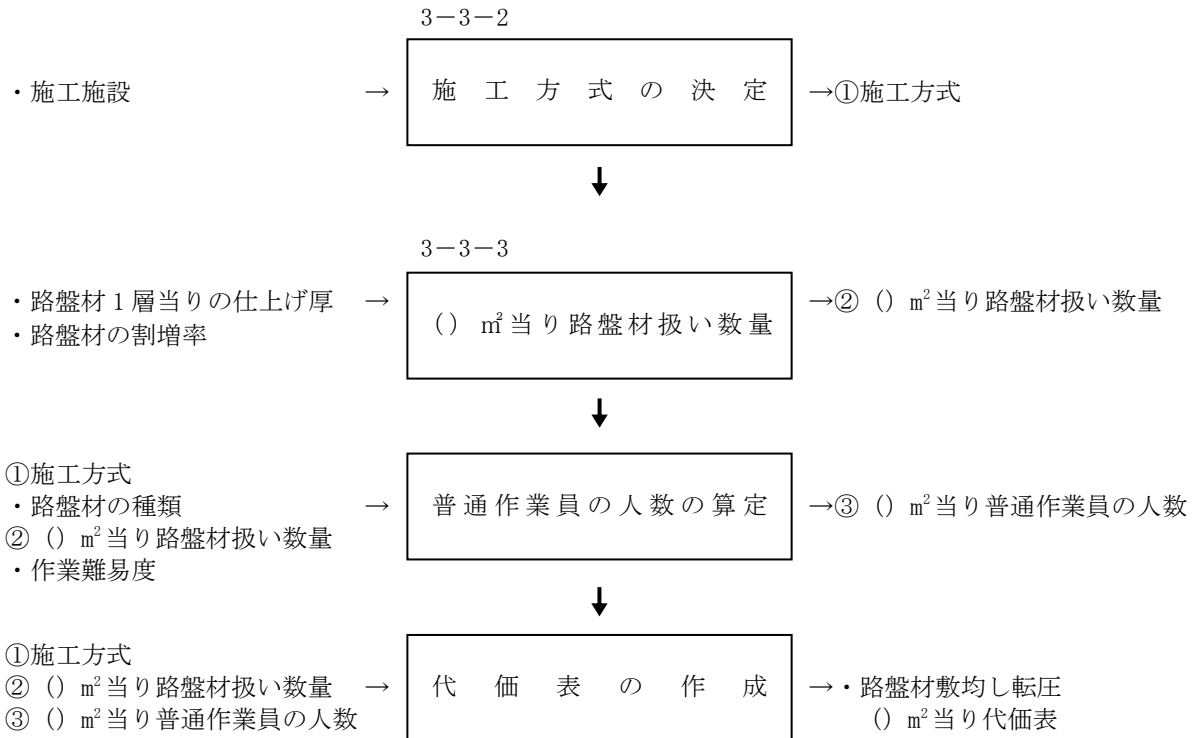 3－3－2
・施工施設 → 施工方式の決定 →①施工方式
↓
3－3－3
・路盤材1層当りの仕上げ厚 → () ㎡当り路盤材扱い数量 →② () m²当り路盤材扱い数量
・路盤材の割増率
↓
①施工方式
・路盤材の種類 → 普通作業員の人数の算定 →③ () m²当り普通作業員の人数
② () m²当り路盤材扱い数量
・作業難易度
↓
①施工方式
② () m²当り路盤材扱い数量 → 代価表の作成 →・路盤材敷均し転圧
③ () m²当り普通作業員の人数 () m²当り代価表